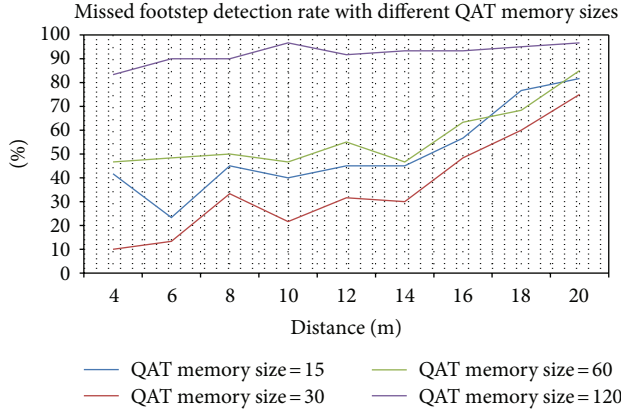 Missed footstep detection rate with different QAT memory sizes
100
90
80
70
60
50
40
30
20
10
0
(%)
4 6 8 10 12 14 16 18 20
Distance (m)
QAT memory size = 15
QAT memory size = 60
QAT memory size = 30
QAT memory size = 120